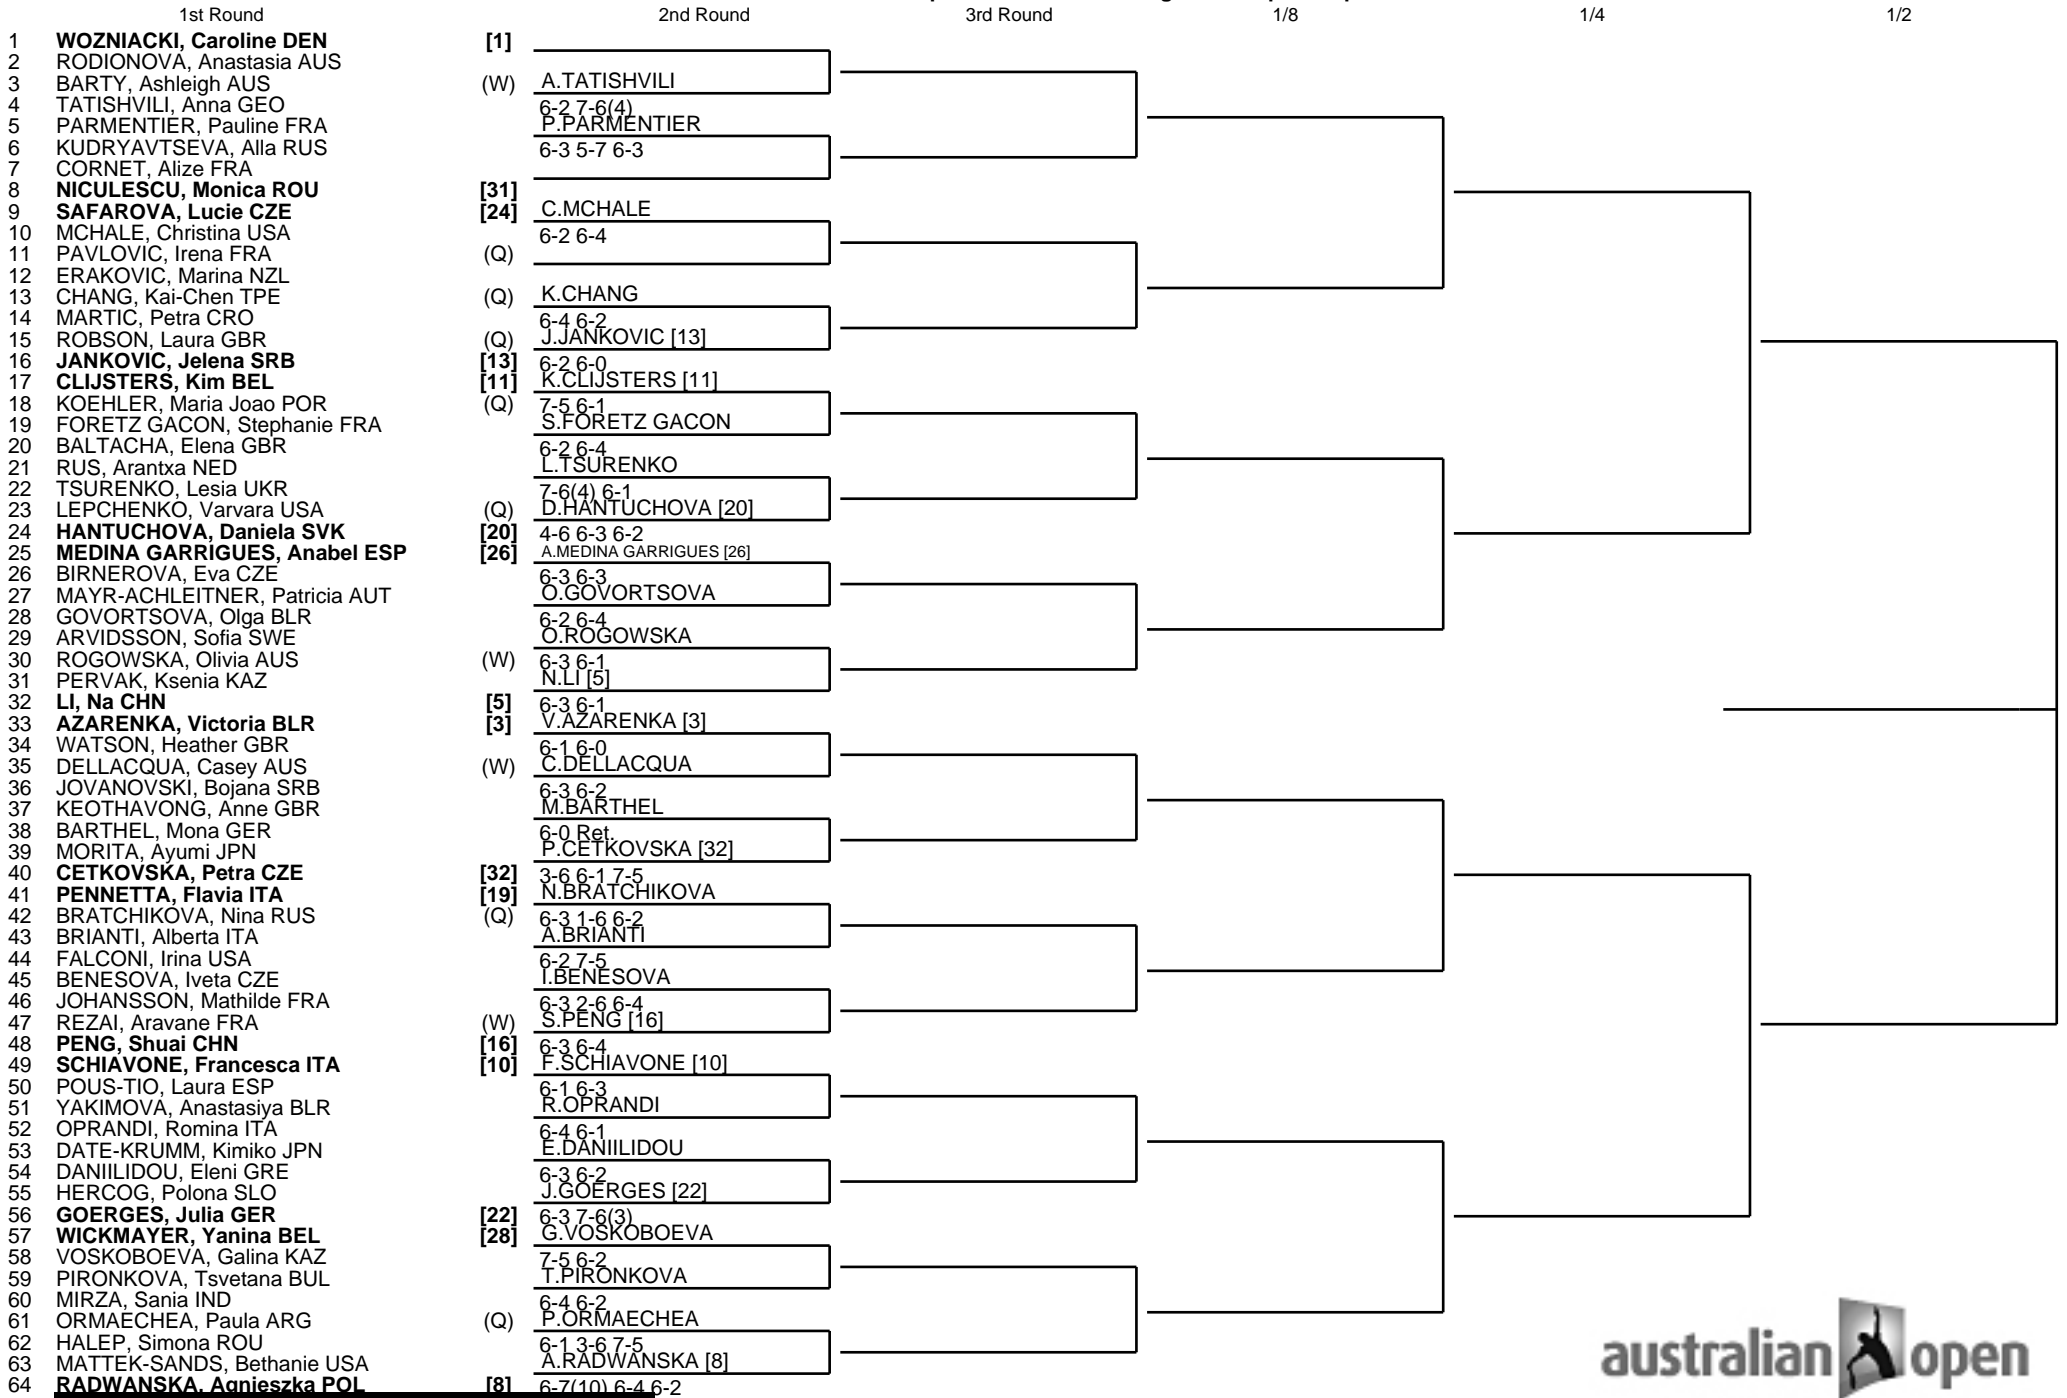 1st Round 2nd Round 3rd Round 1/8 1/4 1/2
1 WOZNIACKI, Caroline DEN [1]
2 RODIONOVA, Anastasia AUS
3 BARTY, Ashleigh AUS (W) A.TATISHVILI
4 TATISHVILI, Anna GEO 6-2 7-6(4)
5 PARMENTIER, Pauline FRA P.PARMENTIER
6 KUDRYAVTSEVA, Alla RUS 6-3 5-7 6-3
7 CORNET, Alize FRA
8 NICULESCU, Monica ROU [31]
9 SAFAROVA, Lucie CZE [24] C.MCHALE
10 MCHALE, Christina USA 6-2 6-4
11 PAVLOVIC, Irena FRA (Q)
12 ERAKOVIC, Marina NZL
13 CHANG, Kai-Chen TPE (Q) K.CHANG
14 MARTIC, Petra CRO 6-4 6-2
15 ROBSON, Laura GBR (Q) J.JANKOVIC [13]
16 JANKOVIC, Jelena SRB [13] 6-2 6-0
17 CLIJSTERS, Kim BEL [11] K.CLIJSTERS [11]
18 KOEHLER, Maria Joao POR (Q) 7-5 6-1
19 FORETZ GACON, Stephanie FRA S.FORETZ GACON
20 BALTACHA, Elena GBR 6-2 6-4
21 RUS, Arantxa NED L.TSURENKO
22 TSURENKO, Lesia UKR 7-6(4) 6-1
23 LEPCHENKO, Varvara USA (Q) D.HANTUCHOVA [20]
24 HANTUCHOVA, Daniela SVK [20] 4-6 6-3 6-2
25 MEDINA GARRIGUES, Anabel ESP [26] A.MEDINA GARRIGUES [26]
26 BIRNEROVA, Eva CZE 6-3 6-3
27 MAYR-ACHLEITNER, Patricia AUT O.GOVORTSOVA
28 GOVORTSOVA, Olga BLR 6-2 6-4
29 ARVIDSSON, Sofia SWE O.ROGOWSKA
30 ROGOWSKA, Olivia AUS (W) 6-3 6-1
31 PERVAK, Ksenia KAZ N.LI [5]
32 LI, Na CHN [5] 6-3 6-1
33 AZARENKA, Victoria BLR [3] V.AZARENKA [3]
34 WATSON, Heather GBR 6-1 6-0
35 DELLACQUA, Casey AUS (W) C.DELLACQUA
36 JOVANOVSKI, Bojana SRB 6-3 6-2
37 KEOTHAVONG, Anne GBR M.BARTHEL
38 BARTHEL, Mona GER 6-0 Ret.
39 MORITA, Ayumi JPN P.CETKOVSKA [32]
40 CETKOVSKA, Petra CZE [32] 3-6 6-1 7-5
41 PENNETTA, Flavia ITA [19] N.BRATCHIKOVA
42 BRATCHIKOVA, Nina RUS (Q) 6-3 1-6 6-2
43 BRIANTI, Alberta ITA A.BRIANTI
44 FALCONI, Irina USA 6-2 7-5
45 BENESOVA, Iveta CZE I.BENESOVA
46 JOHANSSON, Mathilde FRA 6-3 2-6 6-4
47 REZAI, Aravane FRA (W) S.PENG [16]
48 PENG, Shuai CHN [16] 6-3 6-4
49 SCHIAVONE, Francesca ITA [10] F.SCHIAVONE [10]
50 POUS-TIO, Laura ESP 6-1 6-3
51 YAKIMOVA, Anastasiya BLR R.OPRANDI
52 OPRANDI, Romina ITA 6-4 6-1
53 DATE-KRUMM, Kimiko JPN E.DANIILIDOU
54 DANIILIDOU, Eleni GRE 6-3 6-2
55 HERCOG, Polona SLO J.GOERGES [22]
56 GOERGES, Julia GER [22] 6-3 7-6(3)
57 WICKMAYER, Yanina BEL [28] G.VOSKOBOEVA
58 VOSKOBOEVA, Galina KAZ 7-5 6-2
59 PIRONKOVA, Tsvetana BUL T.PIRONKOVA
60 MIRZA, Sania IND 6-4 6-2
61 ORMAECHEA, Paula ARG (Q) P.ORMAECHEA
62 HALEP, Simona ROU 6-1 3-6 7-5
63 MATTEK-SANDS, Bethanie USA A.RADWANSKA [8]
64 RADWANSKA, Agnieszka POL [8] 6-7(10) 6-4 6-2
australian open